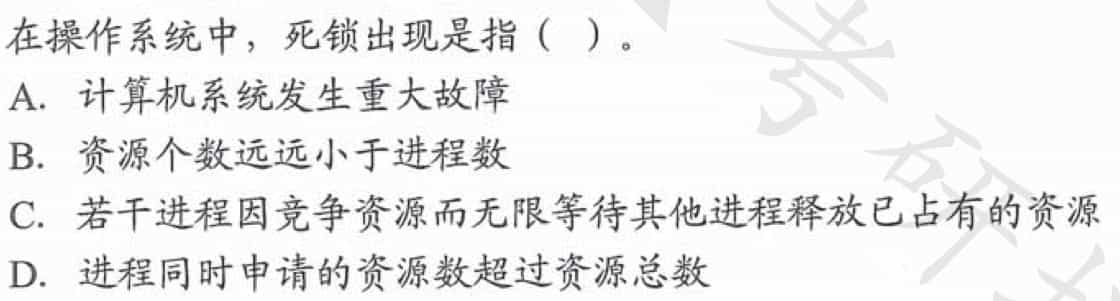 在操作系统中，死锁出现是指（ ）。
A. 计算机系统发生重大故障
B. 资源个数远远小于进程数
C. 若干进程因竞争资源而无限等待其他进程释放已占有的资源
D. 进程同时申请的资源数超过资源总数
考研